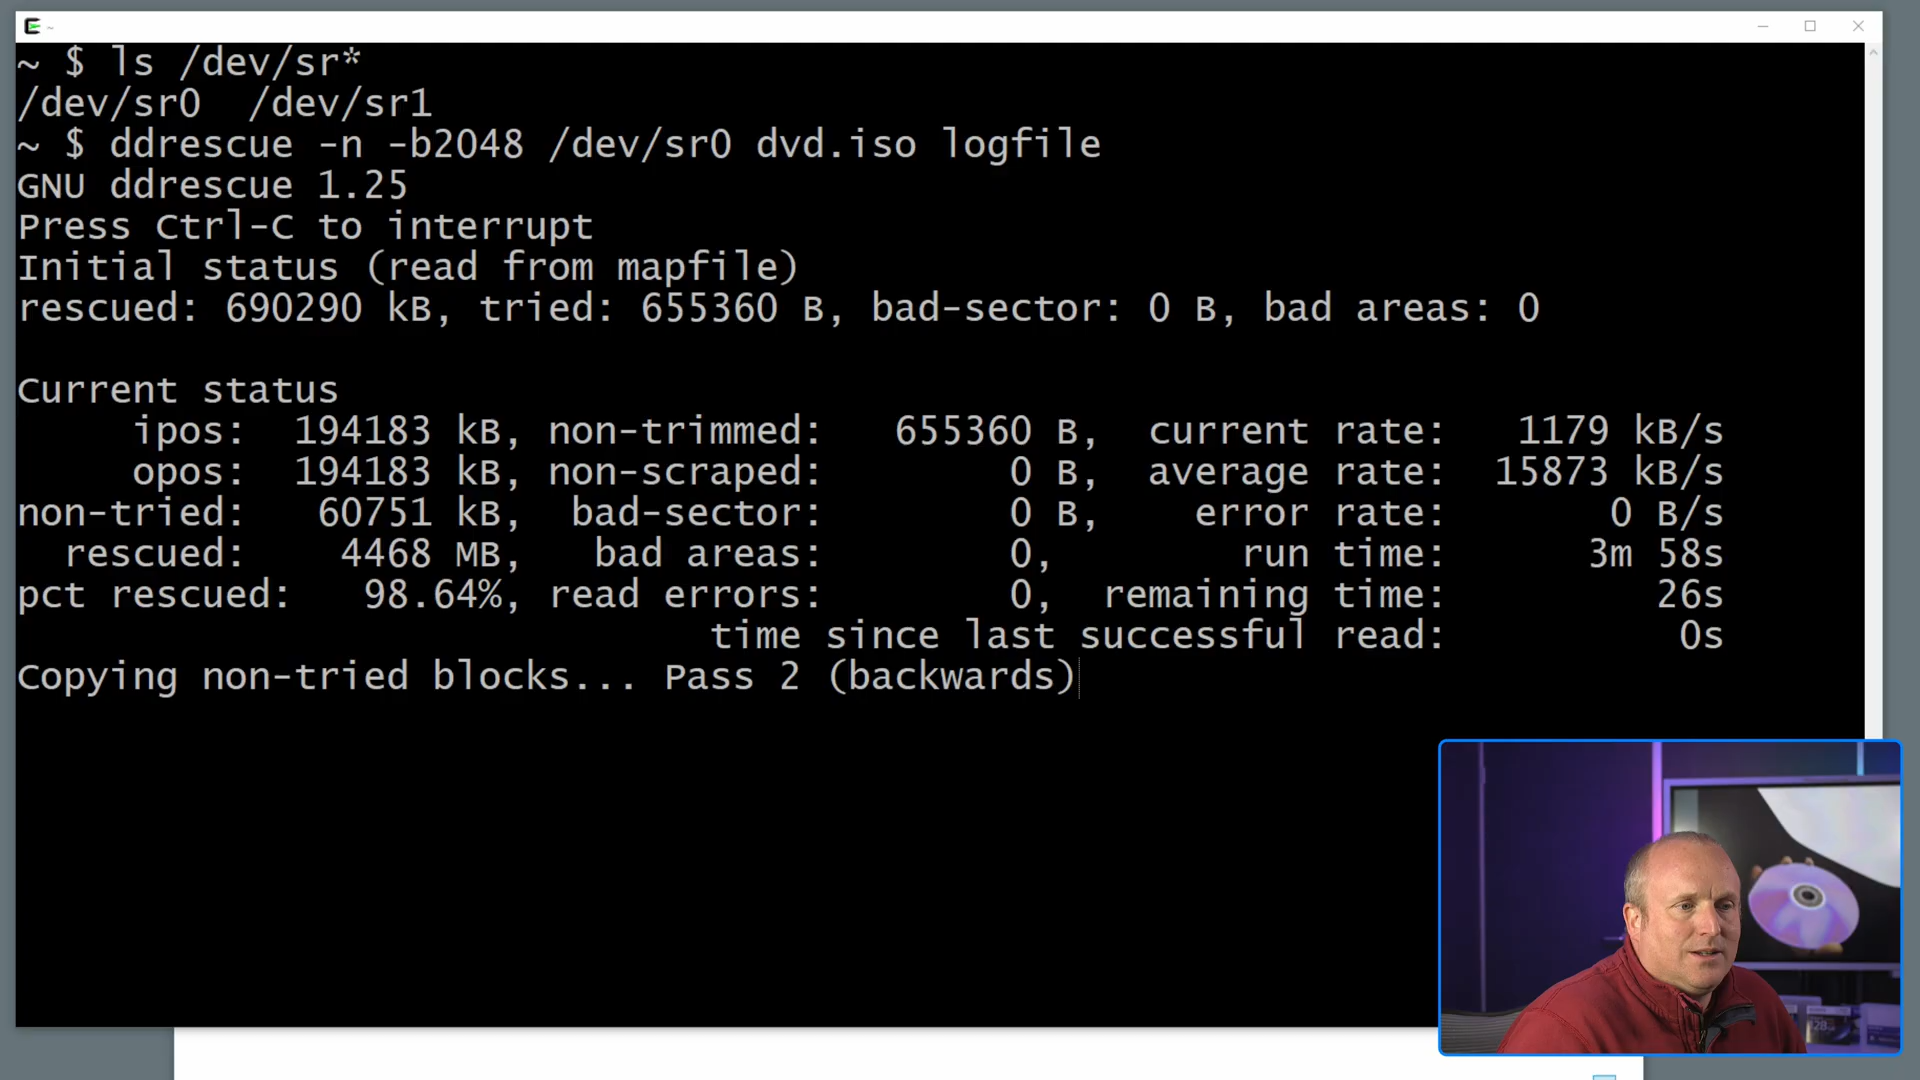 ~
~ $ ls /dev/sr*
/dev/sr0  /dev/sr1
~ $ ddrescue -n -b2048 /dev/sr0 dvd.iso logfile
GNU ddrescue 1.25
Press Ctrl-C to interrupt
Initial status (read from mapfile)
rescued: 690290 kB, tried: 655360 B, bad-sector: 0 B, bad areas: 0
Current status
ipos: 194183 kB, non-trimmed: 655360 B, current rate: 1179 kB/s
opos: 194183 kB, non-scraped: 0 B, average rate: 15873 kB/s
non-tried: 60751 kB, bad-sector: 0 B, error rate: 0 B/s
rescued: 4468 MB, bad areas: 0, run time: 3m 58s
pct rescued: 98.64%, read errors: 0, remaining time: 26s
time since last successful read: 0s
Copying non-tried blocks... Pass 2 (backwards)